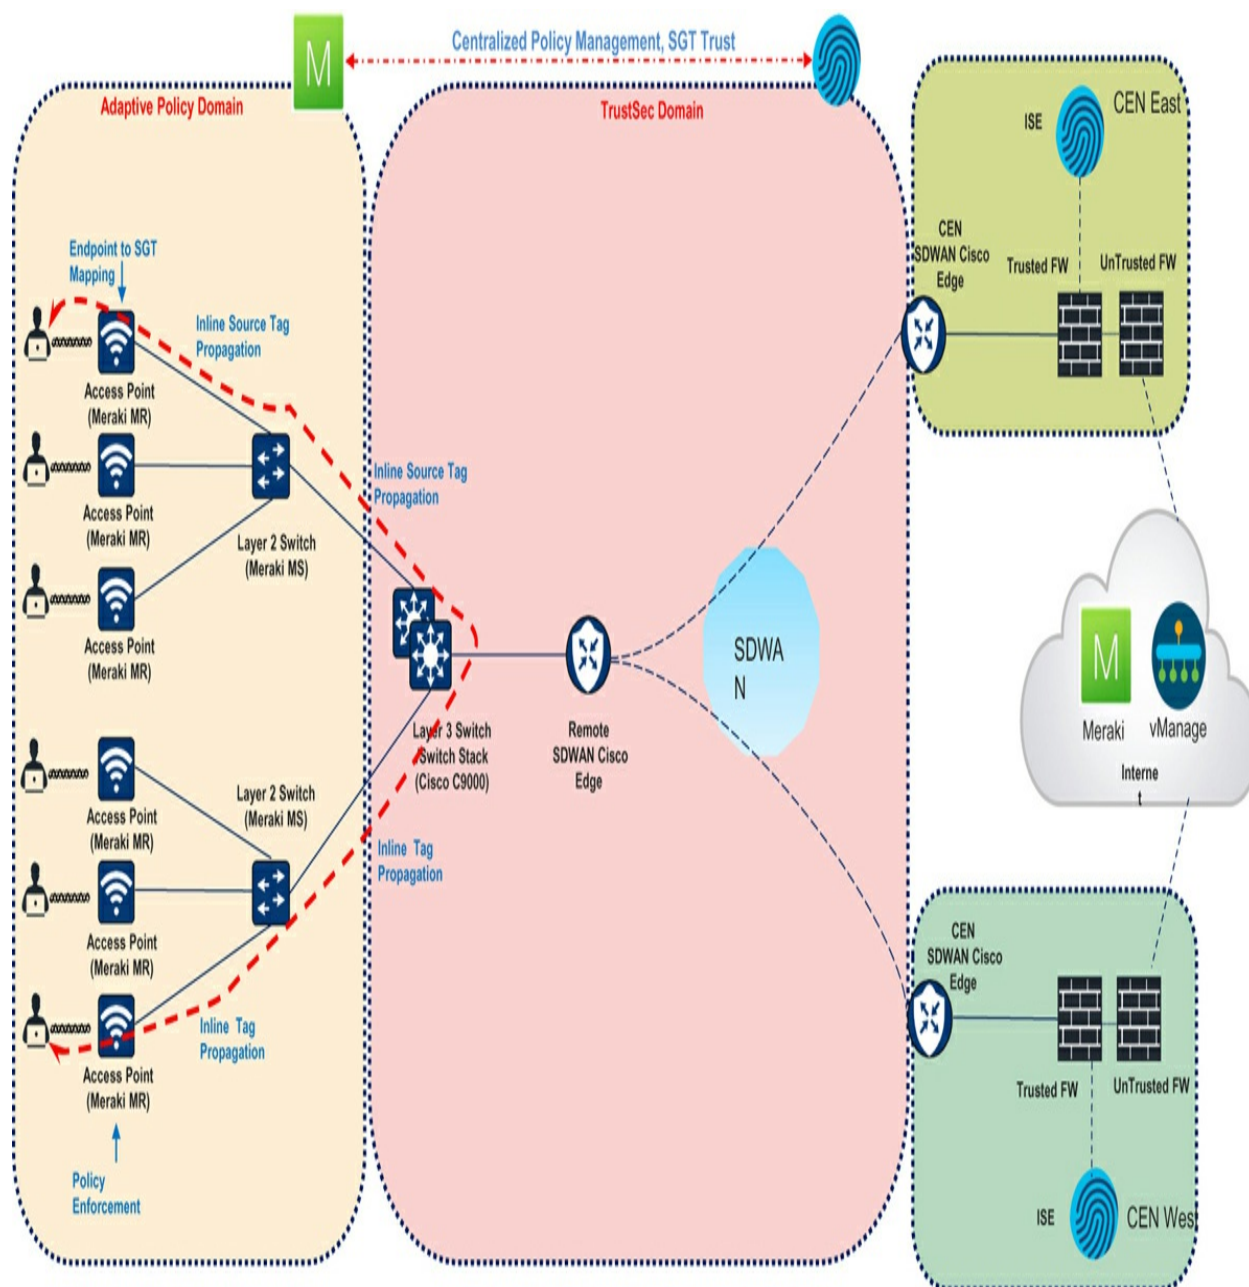 M
Centralized Policy Management, SGT Trust
Adaptive Policy Domain
TrustSec Domain
Endpoint to SGT
Mapping
Inline Source Tag
Propagation
Access Point
(Meraki MR)
Access Point
(Meraki MR)
Layer 2 Switch
(Meraki MS)
Access Point
(Meraki MR)
Inline Source Tag
Propagation
Access Point
(Meraki MR)
Layer 2 Switch
(Meraki MS)
Access Point
(Meraki MR)
Inline Tag
Propagation
Access Point
(Meraki MR)
Policy
Enforcement
Layer 3 Switch
Switch Stack
(Cisco C9000)
Inline Tag
Propagation
Remote
SDWAN Cisco
Edge
SDWA
N
CEN East
ISE
CEN
SDWAN Cisco
Edge
Trusted FW
UnTrusted FW
M
Meraki
vManage
Interne
t
CEN
SDWAN Cisco
Edge
Trusted FW
UnTrusted FW
ISE
CEN West